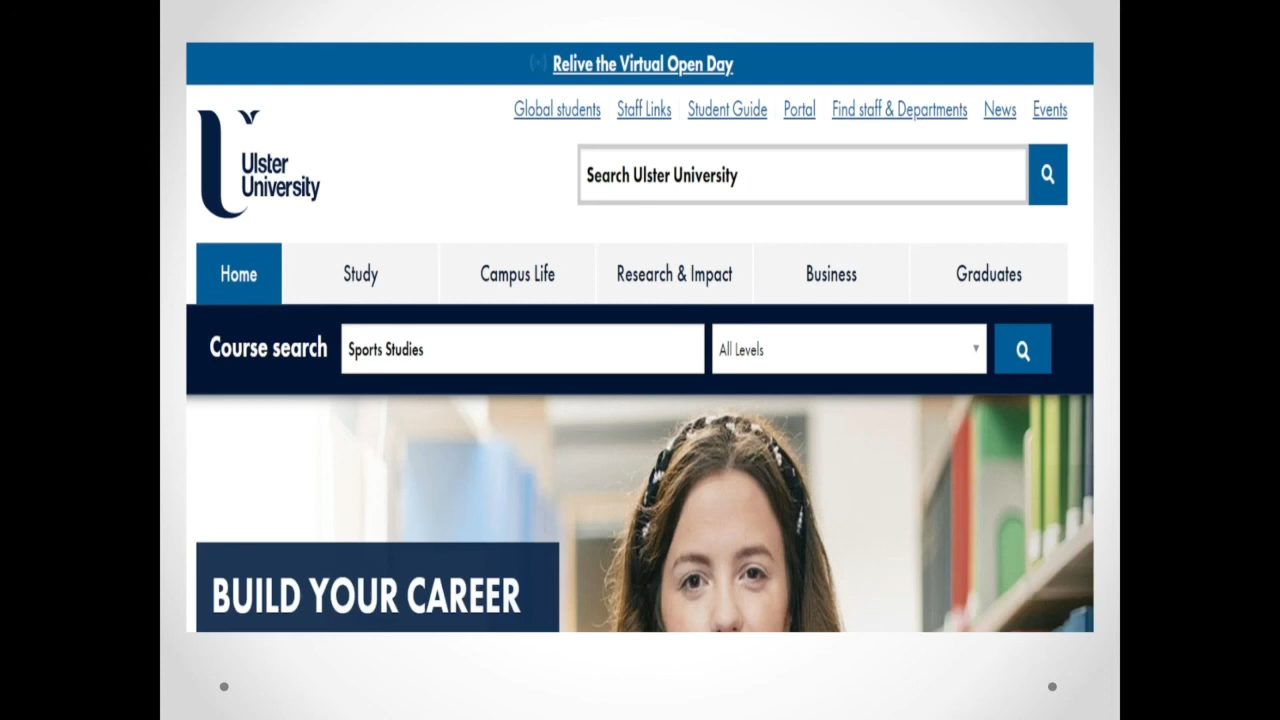 Relive the Virtual Open Day
Global students Staff Links Student Guide Portal Find staff & Departments News Events
Ulster
University
Search Ulster University
Home Study Campus Life Research & Impact Business Graduates
Course search Sports Studies All Levels
BUILD YOUR CAREER